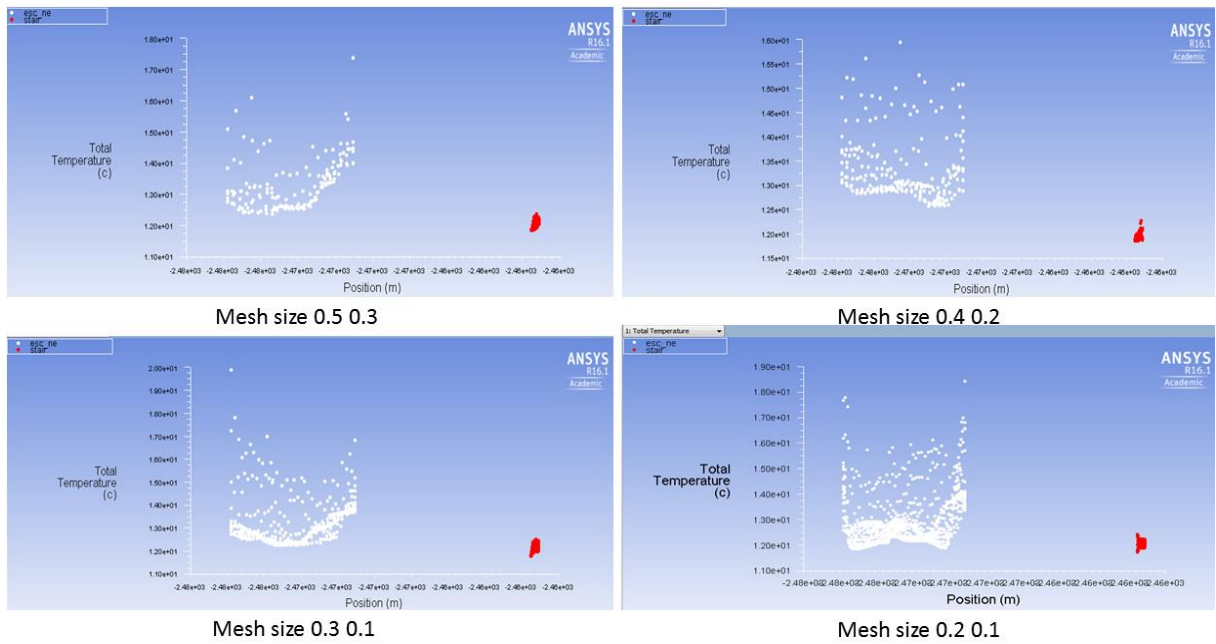 esc_ne
stair
ANSYS
R16.1
Academic
1.80e+01
1.70e+01
1.60e+01
1.50e+01
Total
Temperature
(c)
1.40e+01
1.30e+01
1.20e+01
1.10e+01
-2.48e+03 -2.48e+03 -2.47e+03 -2.47e+03 -2.47e+03 -2.47e+03 -2.47e+03 -2.46e+03 -2.46e+03 -2.46e+03
Position (m)
Mesh size 0.5 0.3
esc_ne
stair
ANSYS
R16.1
Academic
1.60e+01
1.55e+01
1.50e+01
1.45e+01
Total
Temperature
(c)
1.40e+01
1.35e+01
1.30e+01
1.25e+01
1.20e+01
1.15e+01
-2.48e+03 -2.48e+03 -2.47e+03 -2.47e+03 -2.47e+03 -2.47e+03 -2.47e+03 -2.46e+03 -2.46e+03 -2.46e+03
Position (m)
Mesh size 0.4 0.2
esc_ne
stair
ANSYS
R16.1
Academic
2.00e+01
1.90e+01
1.80e+01
1.70e+01
1.60e+01
Total
Temperature
(c)
1.50e+01
1.40e+01
1.30e+01
1.20e+01
1.10e+01
-2.48e+03 -2.48e+03 -2.47e+03 -2.47e+03 -2.47e+03 -2.47e+03 -2.47e+03 -2.46e+03 -2.46e+03 -2.46e+03
Position (m)
Mesh size 0.3 0.1
1: Total Temperature
esc_ne
stair
ANSYS
R16.1
Academic
1.90e+01
1.80e+01
1.70e+01
1.60e+01
1.50e+01
Total
Temperature
(c)
1.40e+01
1.30e+01
1.20e+01
1.10e+01
Position (m)
Mesh size 0.2 0.1